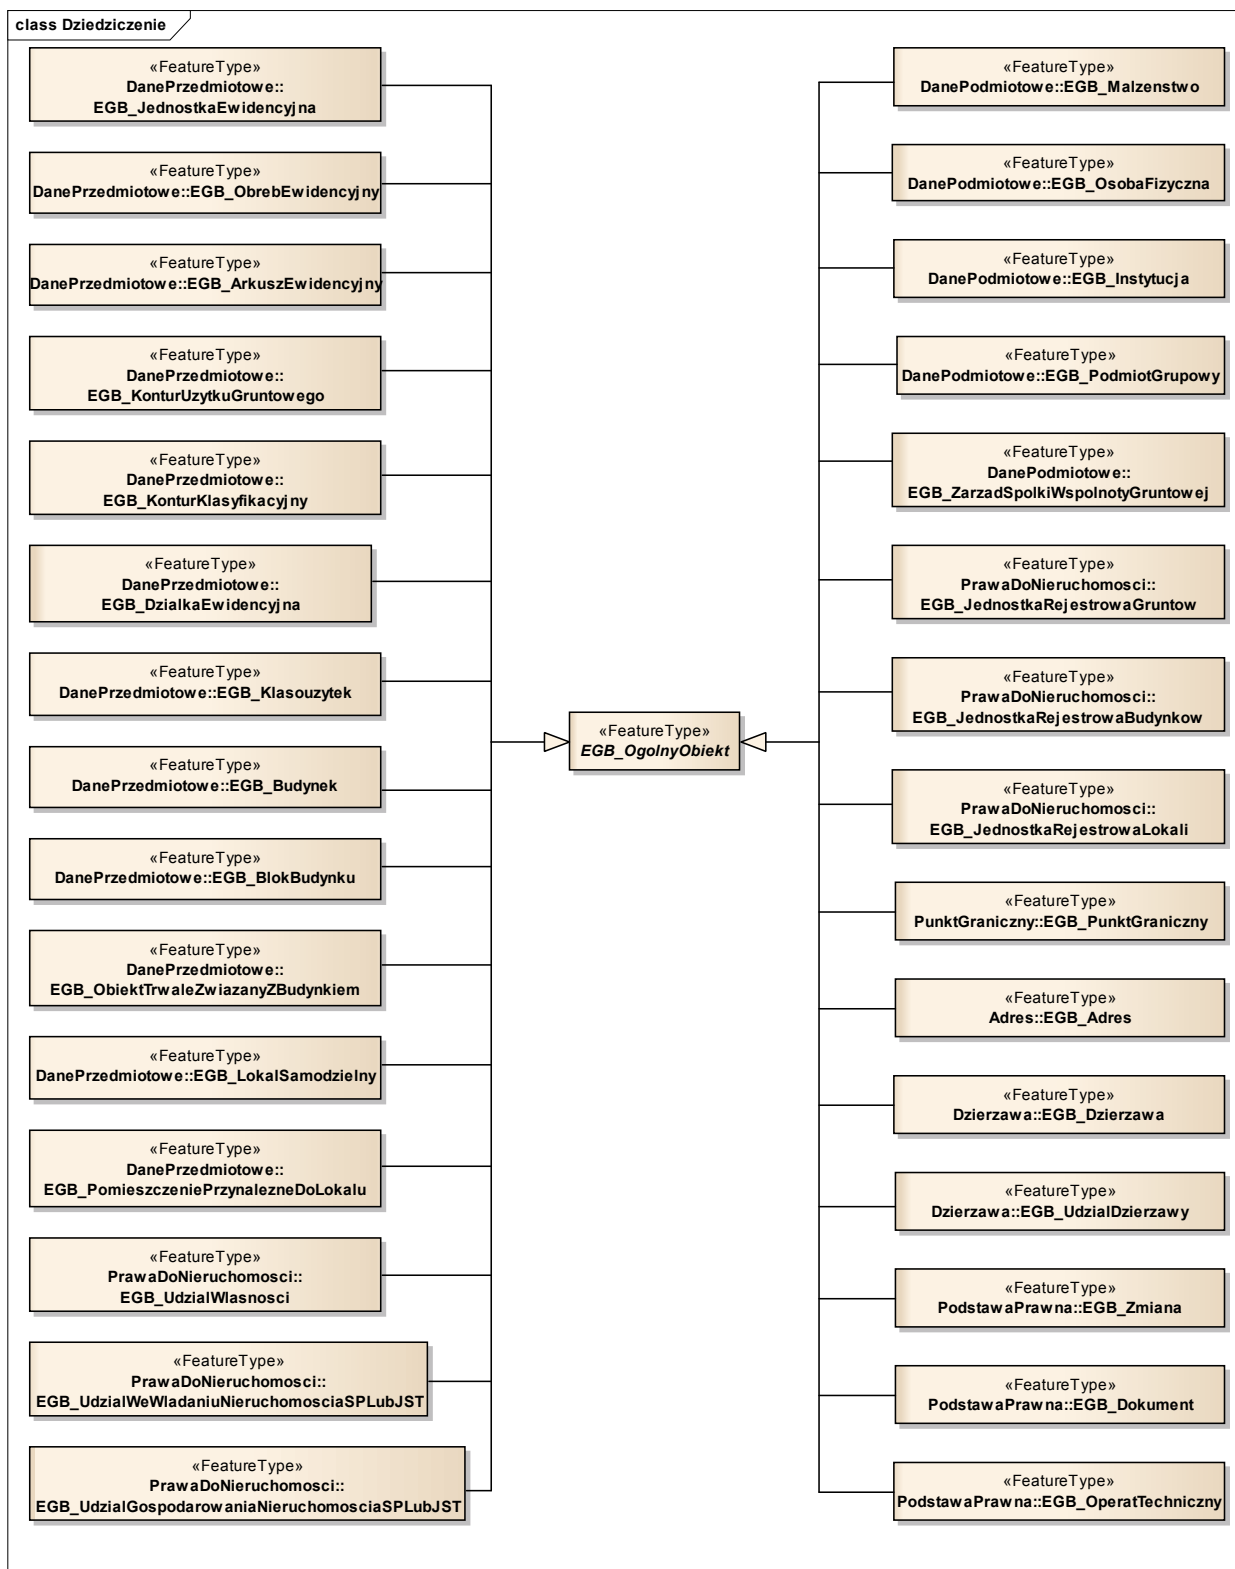 class Dziedziczenie
«FeatureType»
DanePrzedmiotowe::
EGB_JednostkaEwidencyjna
«FeatureType»
DanePrzedmiotowe::EGB_ObrebEwidencyjny
«FeatureType»
DanePrzedmiotowe::EGB_ArkuszEwidencyjny
«FeatureType»
DanePrzedmiotowe::
EGB_KonturUzytkuGruntowego
«FeatureType»
DanePrzedmiotowe::
EGB_KonturKlasyfikacyjny
«FeatureType»
DanePrzedmiotowe::
EGB_DzialkaEwidencyjna
«FeatureType»
DanePrzedmiotowe::EGB_Klasouzytek
«FeatureType»
DanePrzedmiotowe::EGB_Budynek
«FeatureType»
DanePrzedmiotowe::EGB_BlokBudynku
«FeatureType»
DanePrzedmiotowe::
EGB_ObiektTrwaleZwiazanyZBudynkiem
«FeatureType»
DanePrzedmiotowe::EGB_LokalSamodzielny
«FeatureType»
DanePrzedmiotowe::
EGB_PomieszczeniePrzynalezneDoLokalu
«FeatureType»
PrawaDoNieruchomosci::
EGB_UdzialWlasnosci
«FeatureType»
PrawaDoNieruchomosci::
EGB_UdzialWeWladaniuNieruchomosciaSPLubJST
«FeatureType»
PrawaDoNieruchomosci::
EGB_UdzialGospodarowaniaNieruchomosciaSPLubJST
«FeatureType»
EGB_OgolnyObiekt
«FeatureType»
DanePodmiotowe::EGB_Malzenstwo
«FeatureType»
DanePodmiotowe::EGB_OsobaFizyczna
«FeatureType»
DanePodmiotowe::EGB_Instytucja
«FeatureType»
DanePodmiotowe::EGB_PodmiotGrupowy
«FeatureType»
DanePodmiotowe::
EGB_ZarzadSpolkiWspolnotyGruntowej
«FeatureType»
PrawaDoNieruchomosci::
EGB_JednostkaRejestrowaGruntow
«FeatureType»
PrawaDoNieruchomosci::
EGB_JednostkaRejestrowaBudynkow
«FeatureType»
PrawaDoNieruchomosci::
EGB_JednostkaRejestrowaLokali
«FeatureType»
PunktGraniczny::EGB_PunktGraniczny
«FeatureType»
Adres::EGB_Adres
«FeatureType»
Dzierzawa::EGB_Dzierzawa
«FeatureType»
Dzierzawa::EGB_UdzialDzierzawy
«FeatureType»
PodstawaPrawna::EGB_Zmiana
«FeatureType»
PodstawaPrawna::EGB_Dokument
«FeatureType»
PodstawaPrawna::EGB_OperatTechniczny